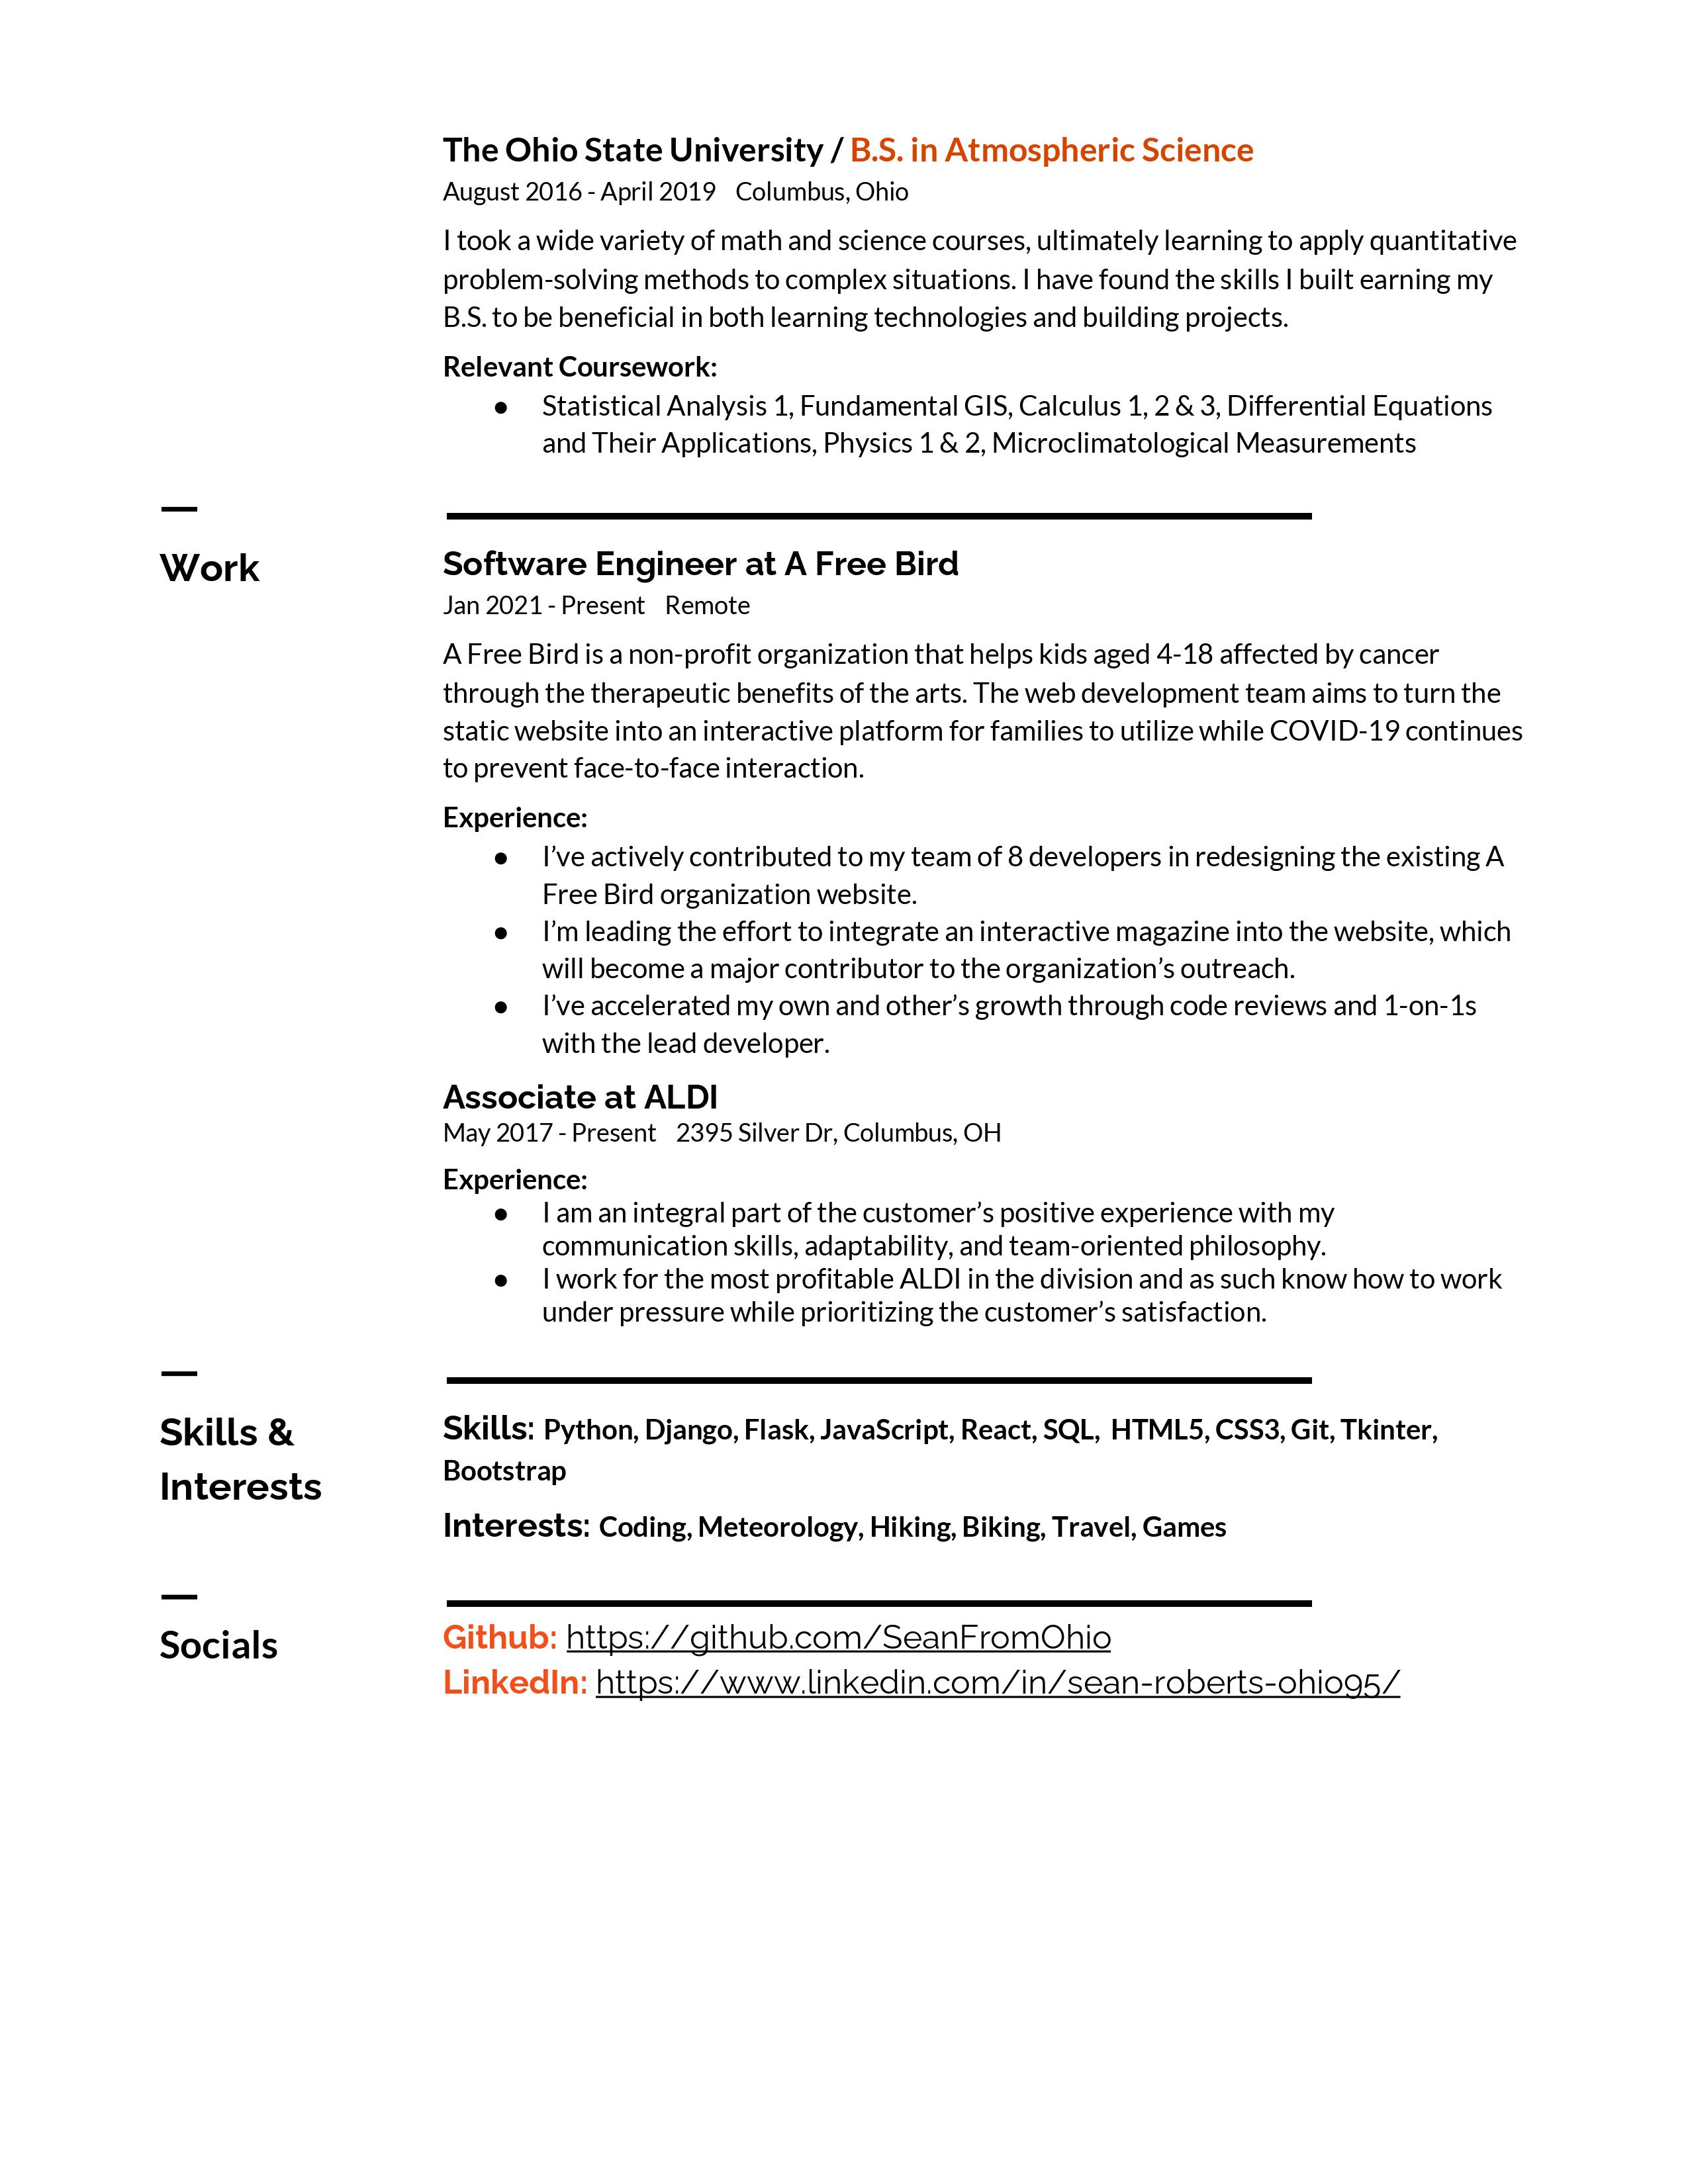 The Ohio State University / B.S. in Atmospheric Science
August 2016 - April 2019 Columbus, Ohio
I took a wide variety of math and science courses, ultimately learning to apply quantitative
problem-solving methods to complex situations. I have found the skills I built earning my
B.S. to be beneficial in both learning technologies and building projects.
Relevant Coursework:
● Statistical Analysis 1, Fundamental GIS, Calculus 1, 2 & 3, Differential Equations
and Their Applications, Physics 1 & 2, Microclimatological Measurements
Work
Software Engineer at A Free Bird
Jan 2021 - Present Remote
A Free Bird is a non-profit organization that helps kids aged 4-18 affected by cancer
through the therapeutic benefits of the arts. The web development team aims to turn the
static website into an interactive platform for families to utilize while COVID-19 continues
to prevent face-to-face interaction.
Experience:
● I’ve actively contributed to my team of 8 developers in redesigning the existing A
Free Bird organization website.
● I’m leading the effort to integrate an interactive magazine into the website, which
will become a major contributor to the organization’s outreach.
● I’ve accelerated my own and other’s growth through code reviews and 1-on-1s
with the lead developer.
Associate at ALDI
May 2017 - Present 2395 Silver Dr, Columbus, OH
Experience:
● I am an integral part of the customer’s positive experience with my
communication skills, adaptability, and team-oriented philosophy.
● I work for the most profitable ALDI in the division and as such know how to work
under pressure while prioritizing the customer’s satisfaction.
Skills &
Interests
Skills: Python, Django, Flask, JavaScript, React, SQL, HTML5, CSS3, Git, Tkinter,
Bootstrap
Interests: Coding, Meteorology, Hiking, Biking, Travel, Games
Socials
Github: https://github.com/SeanFromOhio
LinkedIn: https://www.linkedin.com/in/sean-roberts-ohio95/